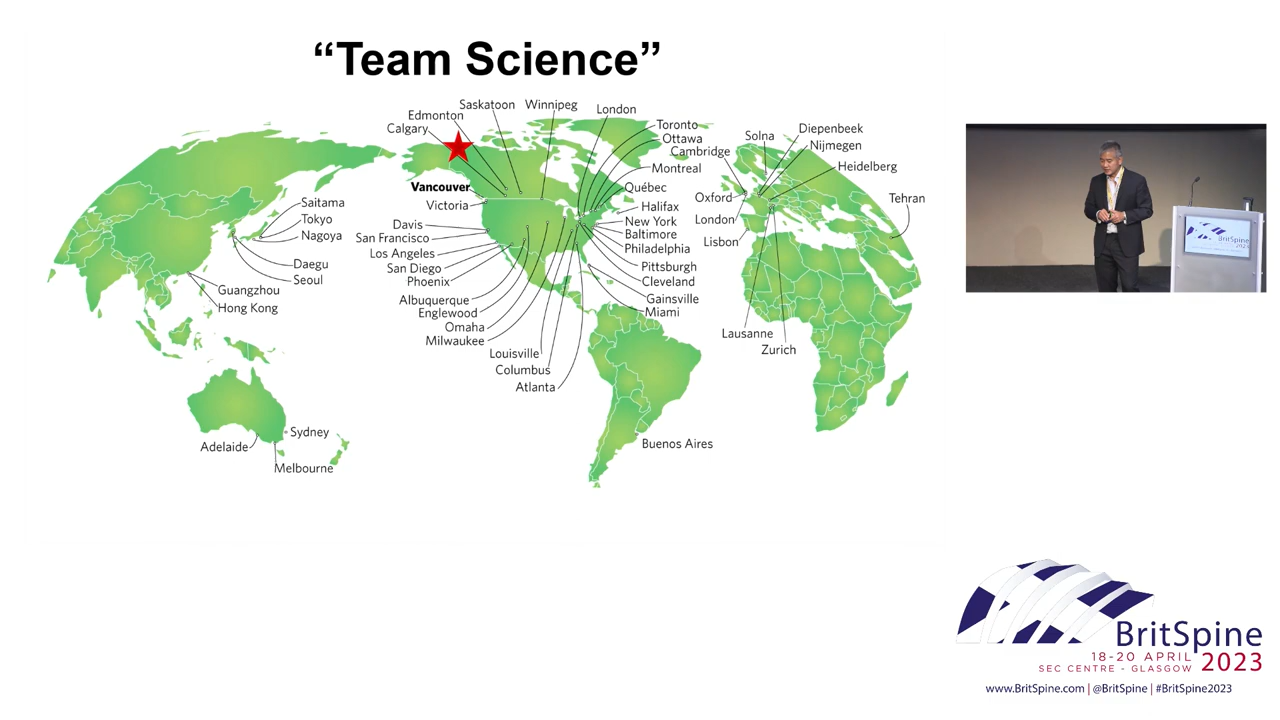 “Team Science”
Saskatoon
Winnipeg
London
Edmonton
Calgary
Toronto
Ottawa
Cambridge
Montreal
Solna
Diepenbeek
Nijmegen
Heidelberg
Vancouver
Victoria
Québec
Halifax
New York
Baltimore
Philadelphia
Oxford
London
Lisbon
Tehran
Saitama
Tokyo
Nagoya
Daegu
Seoul
Guangzhou
Hong Kong
Davis
San Francisco
Los Angeles
San Diego
Phoenix
Albuquerque
Englewood
Omaha
Milwaukee
Louisville
Columbus
Atlanta
Pittsburgh
Cleveland
Gainsville
Miami
Lausanne
Zurich
Adelaide
Sydney
Melbourne
Buenos Aires
BritSpine
2023
BritSpine
18-20 APRIL
SEC CENTRE - GLASGOW
2023
www.BritSpine.com | @BritSpine | #BritSpine2023